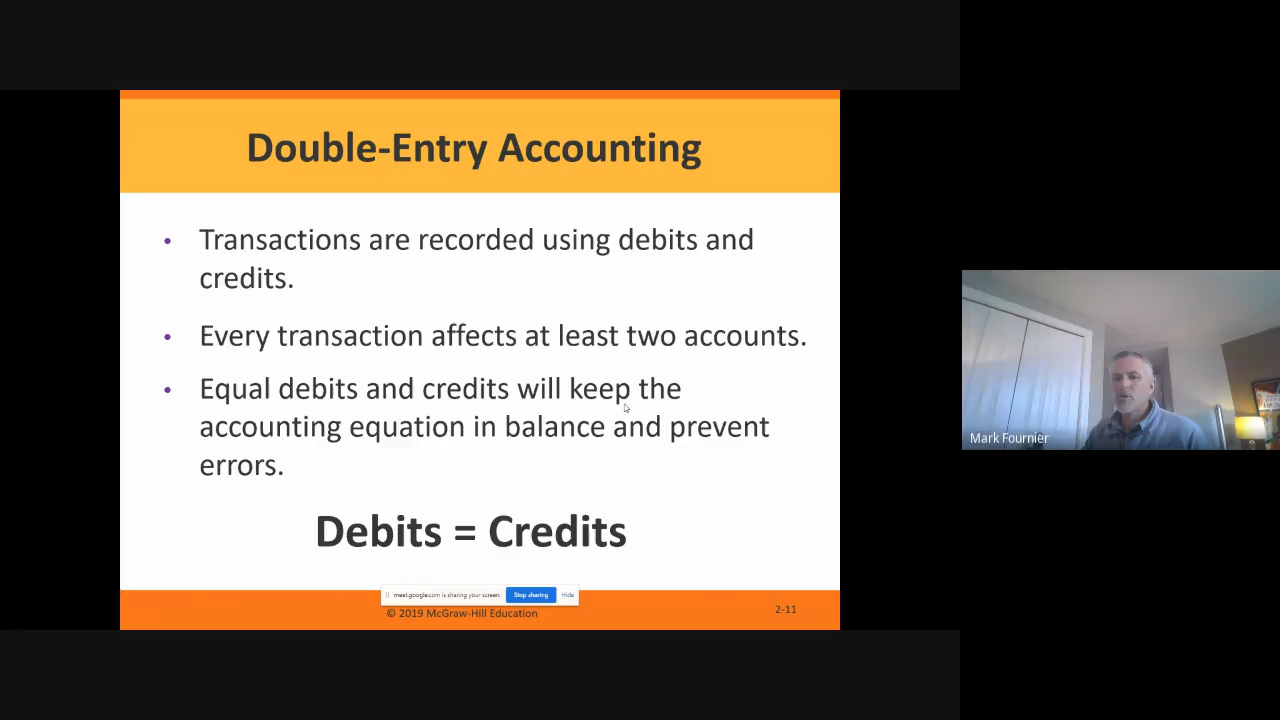 Double-Entry Accounting
• Transactions are recorded using debits and
credits.
• Every transaction affects at least two accounts.
• Equal debits and credits will keep the
accounting equation in balance and prevent
errors.
Debits = Credits
meet.google.com is sharing your screen. Stop sharing Hide
© 2019 McGraw-Hill Education
2-11
Mark Fournier